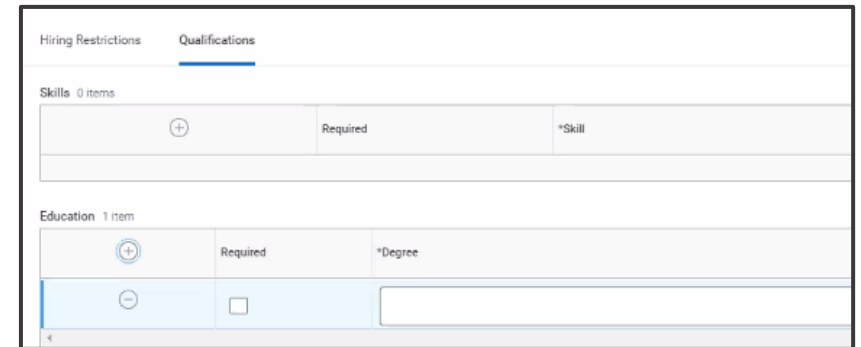 Hiring Restrictions Qualifications
Skills 0 items
Required *Skill
Education 1 item
Required *Degree